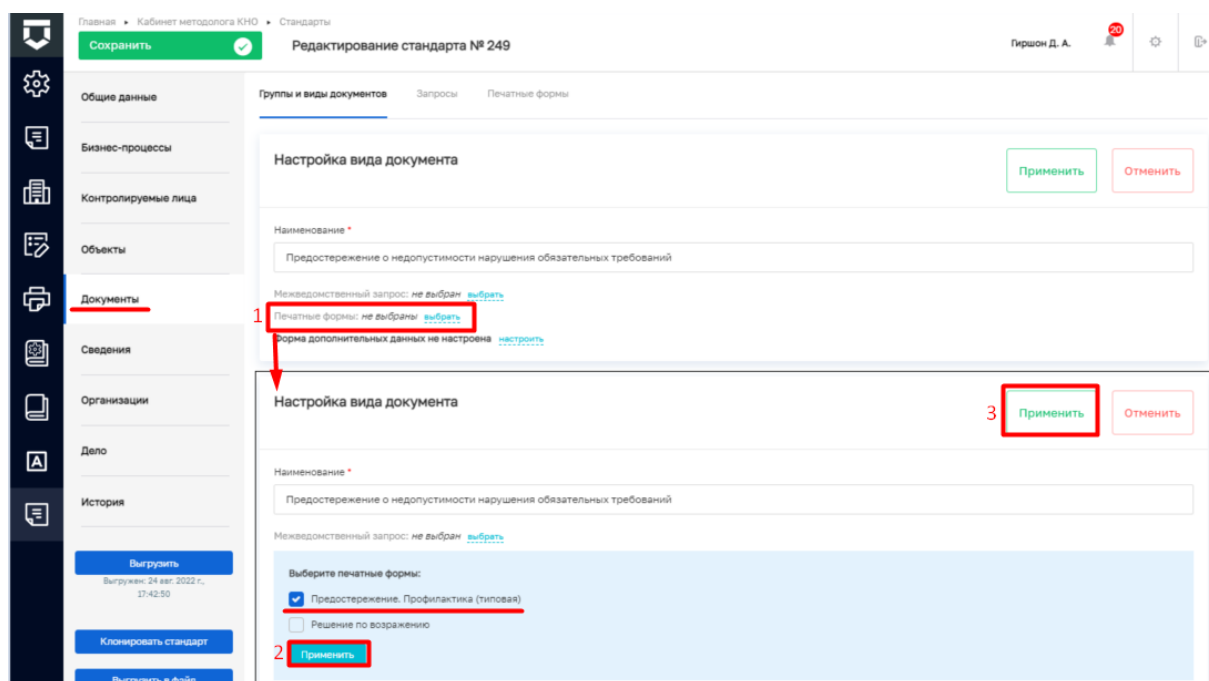 Главная ▸ Кабинет методолога КНО ▸ Стандарты
Сохранить
Редактирование стандарта № 249
Гиршон Д. А.
20
Общие данные
Бизнес-процессы
Контролируемые лица
Объекты
Документы
Сведения
Организации
Дело
История
Выгрузить
Выгружен: 24 авг. 2022 г.,
17:42:50
Клонировать стандарт
Выгрузить в файл
Группы и виды документов Запросы Печатные формы
Настройка вида документа
Применить
Отменить
Наименование *
Предостережение о недопустимости нарушения обязательных требований
Межведомственный запрос: не выбран выбрать
1 Печатные формы: не выбраны выбрать
Форма дополнительных данных не настроена настроить
Настройка вида документа
3 Применить
Отменить
Наименование *
Предостережение о недопустимости нарушения обязательных требований
Межведомственный запрос: не выбран выбрать
Выберите печатные формы:
Предостережение. Профилактика (типовая)
Решение по возражению
2 Применить
A